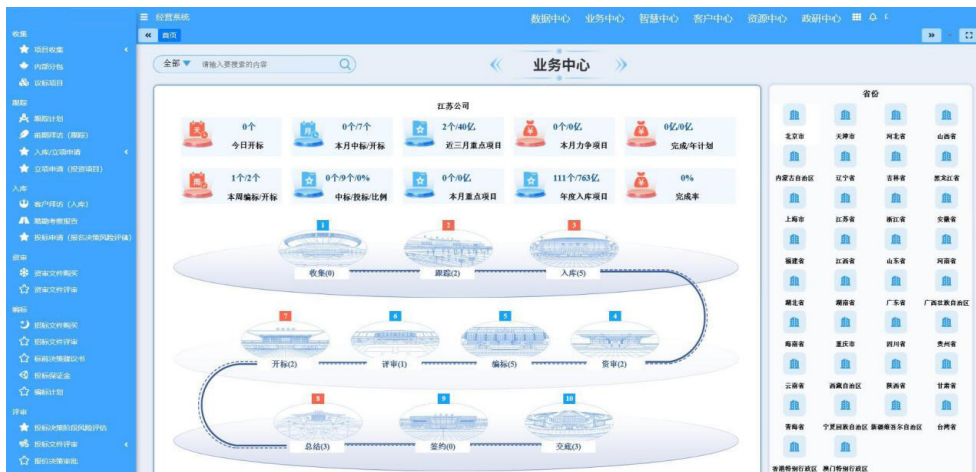 经营系统
数据中心 业务中心 智慧中心 客户中心 资源中心 政研中心
首页
收集
项目收集
内部分包
议标项目
跟踪
跟踪计划
前期拜访（跟踪）
入库/立项申请
立项申请（投资项目）
入库
客户拜访（入库）
踏勘考察报告
投标申请（报名决策风险评估）
资审
资审文件购买
资审文件评审
编标
招标文件购买
招标文件评审
标前决策建议书
投标保证金
编标计划
评审
投标决策阶段风险评估
投标文件评审
报价决策审批
全部 请输入要搜索的内容
业务中心
江苏公司
0个 0个/7个 2个/40亿 0个/0亿 0亿/0亿
今日开标 本月中标/开标 近三月重点项目 本月力争项目 完成/年计划
1个/2个 0个/9个/0% 0个/0亿 111个/763亿 0%
本周编标/开标 中标/投标/比例 本月重点项目 年度入库项目 完成率
1 2 3
收集(0) 跟踪(2) 入库(5)
7 6 5 4
开标(2) 评审(1) 编标(5) 资审(2)
8 9 10
总结(3) 签约(0) 交底(3)
省份
北京市 天津市 河北省 山西省
内蒙古自治区 辽宁省 吉林省 黑龙江省
上海市 江苏省 浙江省 安徽省
福建省 江西省 山东省 河南省
湖北省 湖南省 广东省 广西壮族自治区
海南省 重庆市 四川省 贵州省
云南省 西藏自治区 陕西省 甘肃省
青海省 宁夏回族自治区 新疆维吾尔自治区 台湾省
香港特别行政区 澳门特别行政区